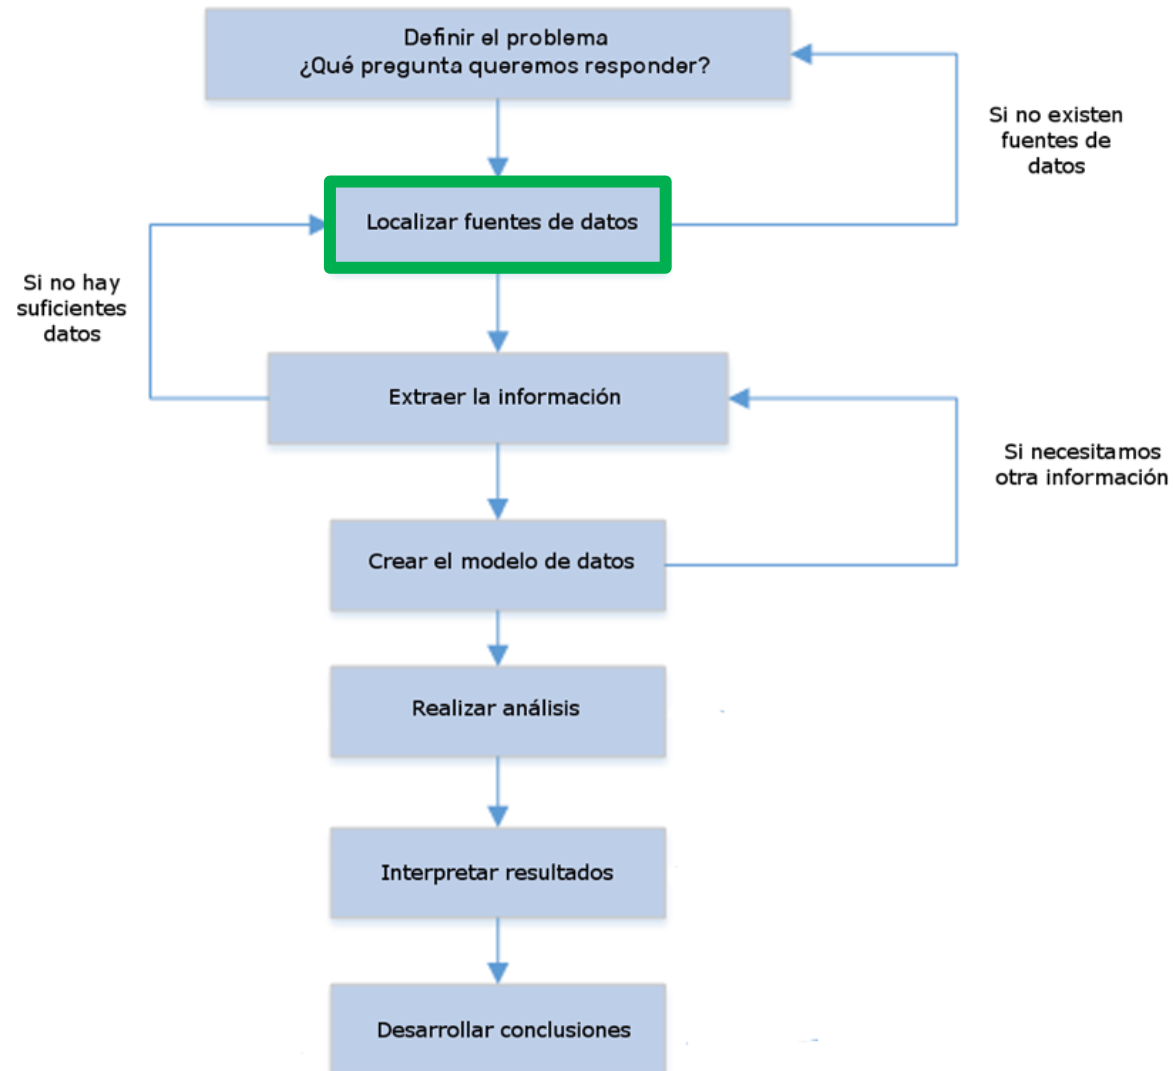 Definir el problema
¿Qué pregunta queremos responder?
Si no existen
fuentes de
datos
Localizar fuentes de datos
Si no hay
suficientes
datos
Extraer la información
Si necesitamos
otra información
Crear el modelo de datos
Realizar análisis
Interpretar resultados
Desarrollar conclusiones